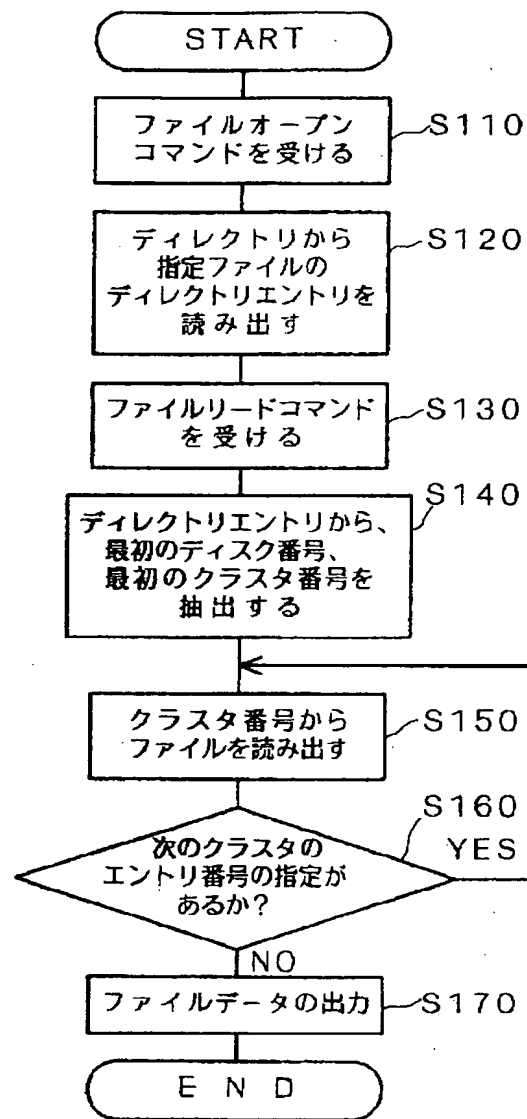 START
ファイルオープン
コマンドを受ける
S110
ディレクトリから
指定ファイルの
ディレクトリエントリを
読み出す
S120
ファイルリードコマンド
を受ける
S130
ディレクトリエントリから、
最初のディスク番号、
最初のクラスタ番号を
抽出する
S140
クラスタ番号から
ファイルを読み出す
S150
次のクラスタの
エントリ番号の指定が
あるか?
S160
YES
NO
ファイルデータの出力
S170
END